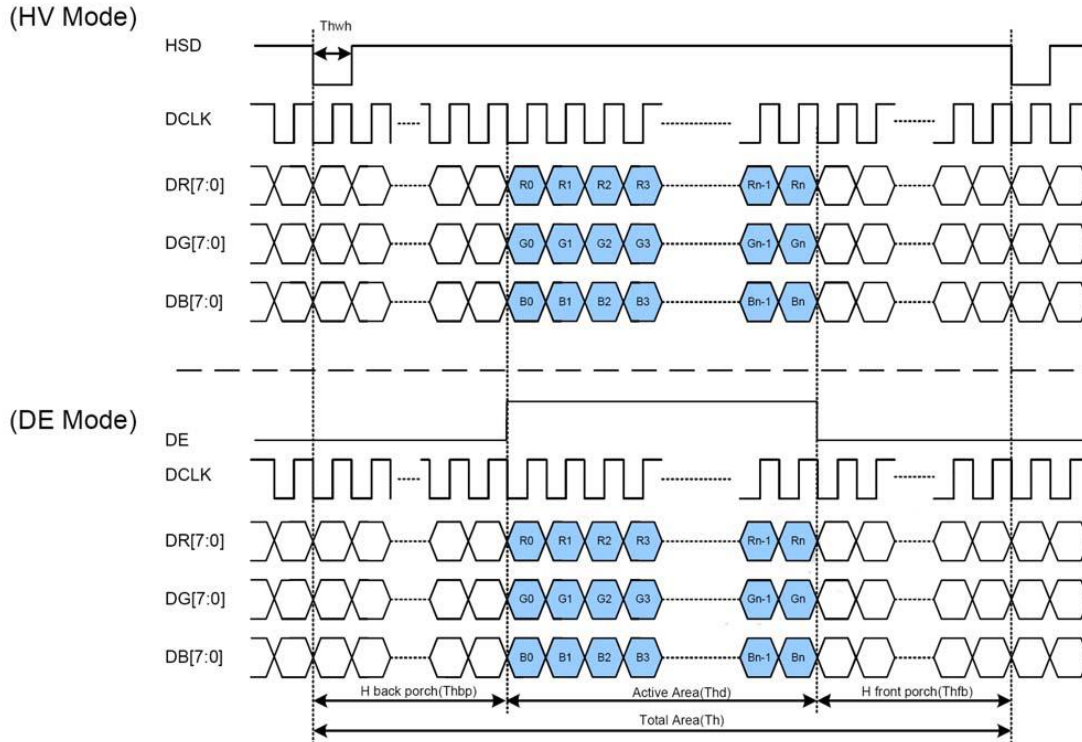 (HV Mode)
Thwh
HSD
DCLK
DR[7:0] R0 R1 R2 R3 Rn-1 Rn
DG[7:0] G0 G1 G2 G3 Gn-1 Gn
DB[7:0] B0 B1 B2 B3 Bn-1 Bn
(DE Mode)
DE
DCLK
DR[7:0] R0 R1 R2 R3 Rn-1 Rn
DG[7:0] G0 G1 G2 G3 Gn-1 Gn
DB[7:0] B0 B1 B2 B3 Bn-1 Bn
H back porch(Thbp) Active Area(Thd) H front porch(Thfb)
Total Area(Th)